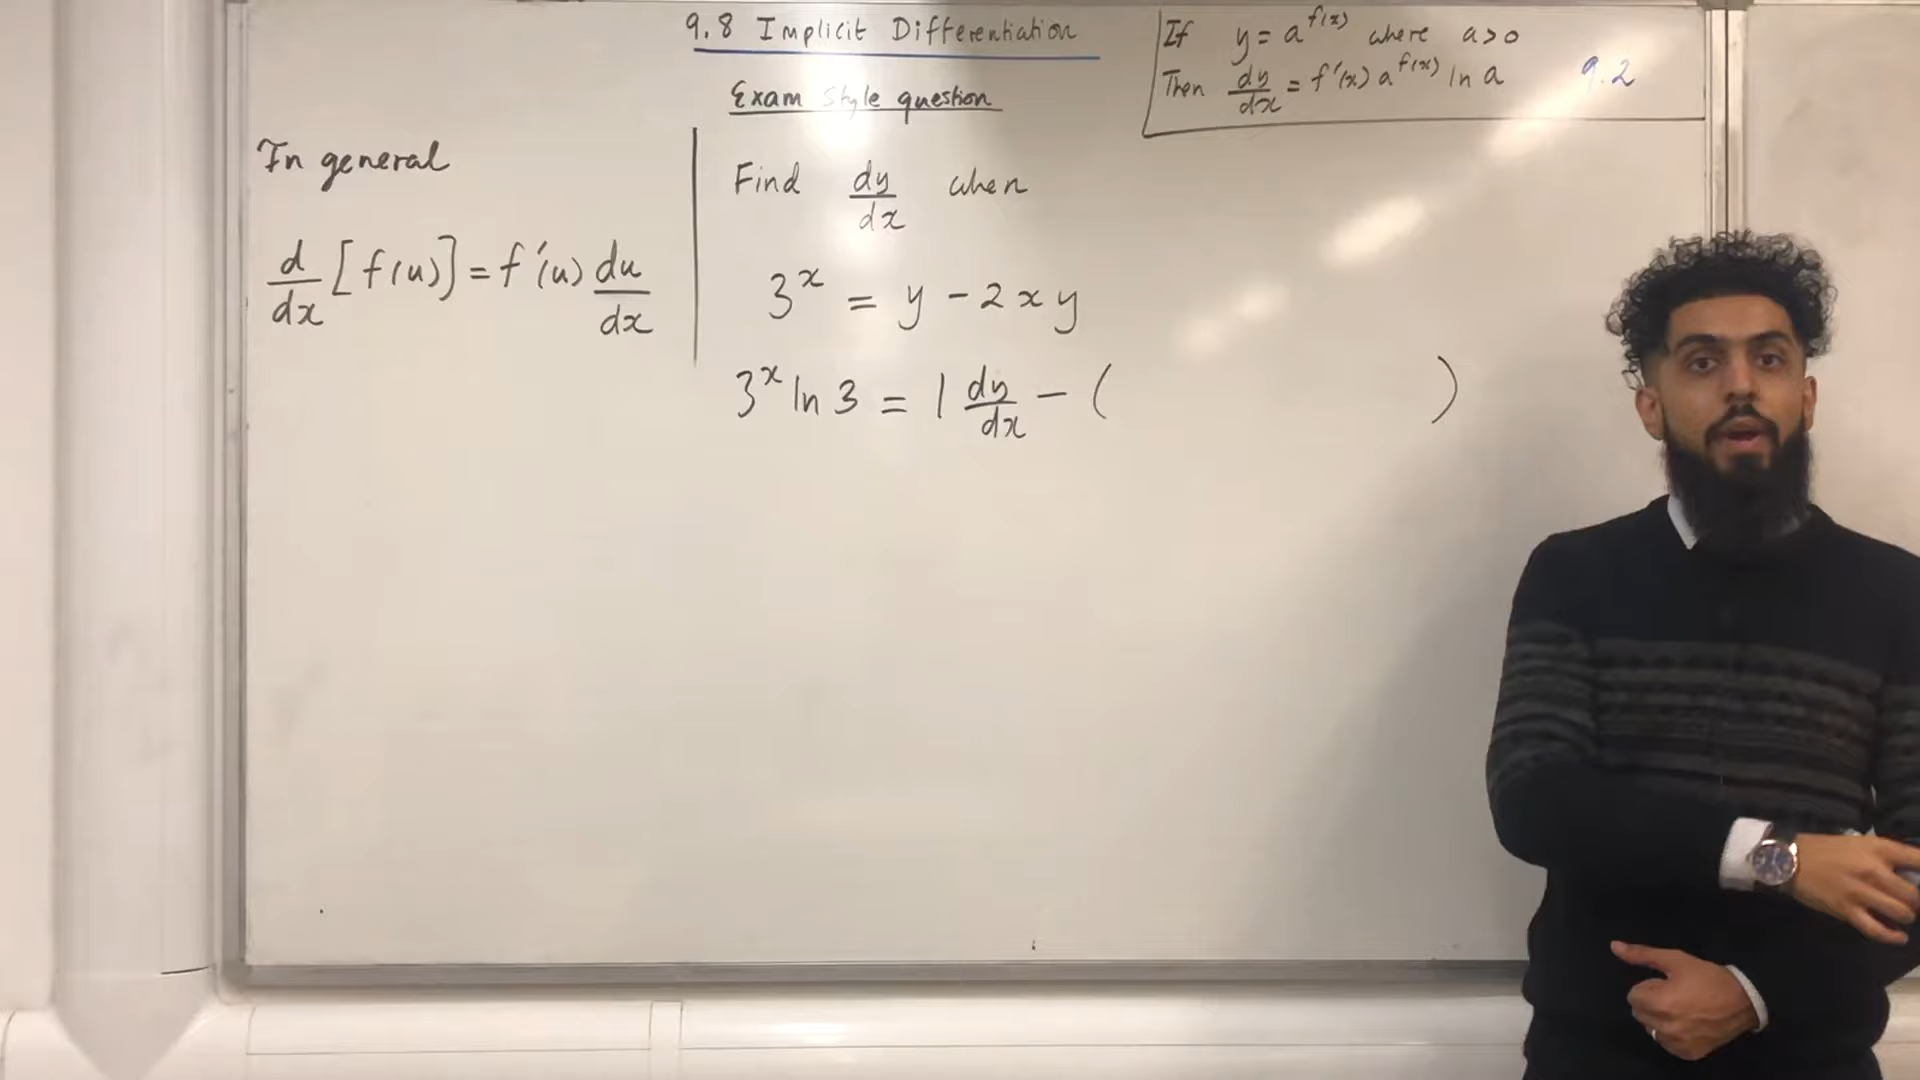 9.8 Implicit Differentiation
Exam Style question
If y = a^{f(x)} where a>0
Then dy/dx = f'(x) a^{f(x)} ln a 9.2
In general
d/dx [f(u)] = f'(u) du/dx
Find dy/dx when
3^x = y - 2xy
3^x ln 3 = 1 dy/dx - ( )